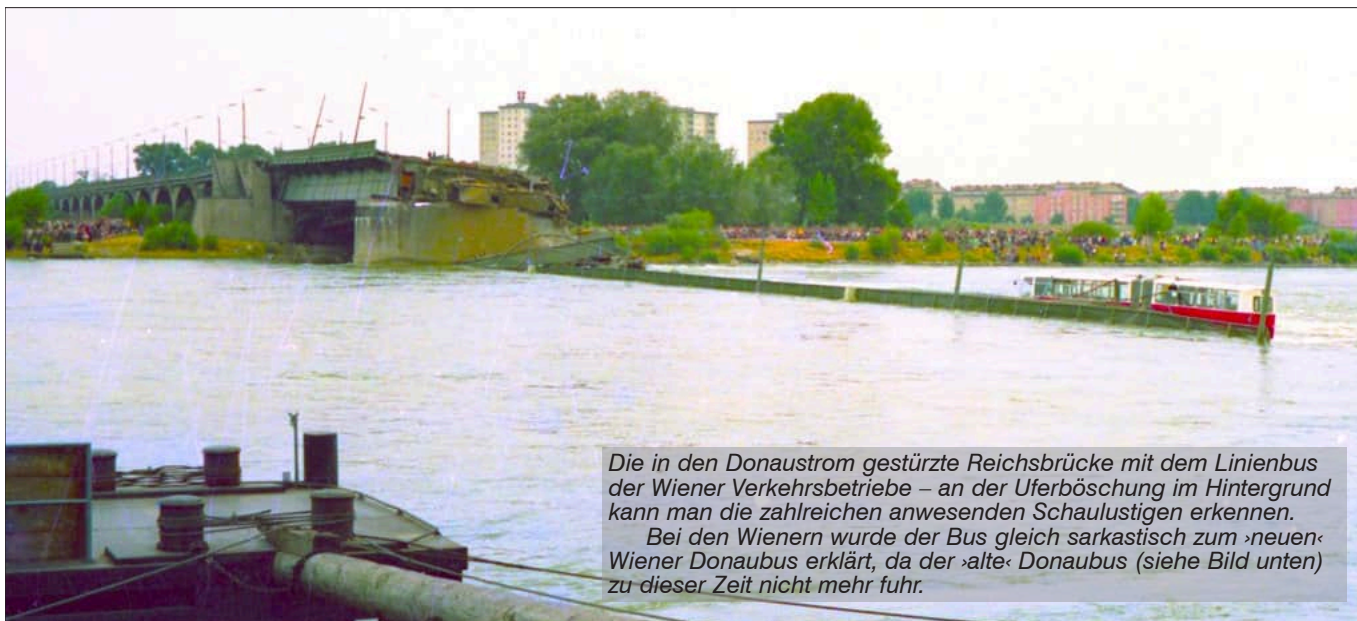 Die in den Donaustrom gestürzte Reichsbrücke mit dem Linienbus
der Wiener Verkehrsbetriebe – an der Uferböschung im Hintergrund
kann man die zahlreichen anwesenden Schaulustigen erkennen.
Bei den Wienern wurde der Bus gleich sarkastisch zum ›neuen‹
Wiener Donaubus erklärt, da der ›alte‹ Donaubus (siehe Bild unten)
zu dieser Zeit nicht mehr fuhr.